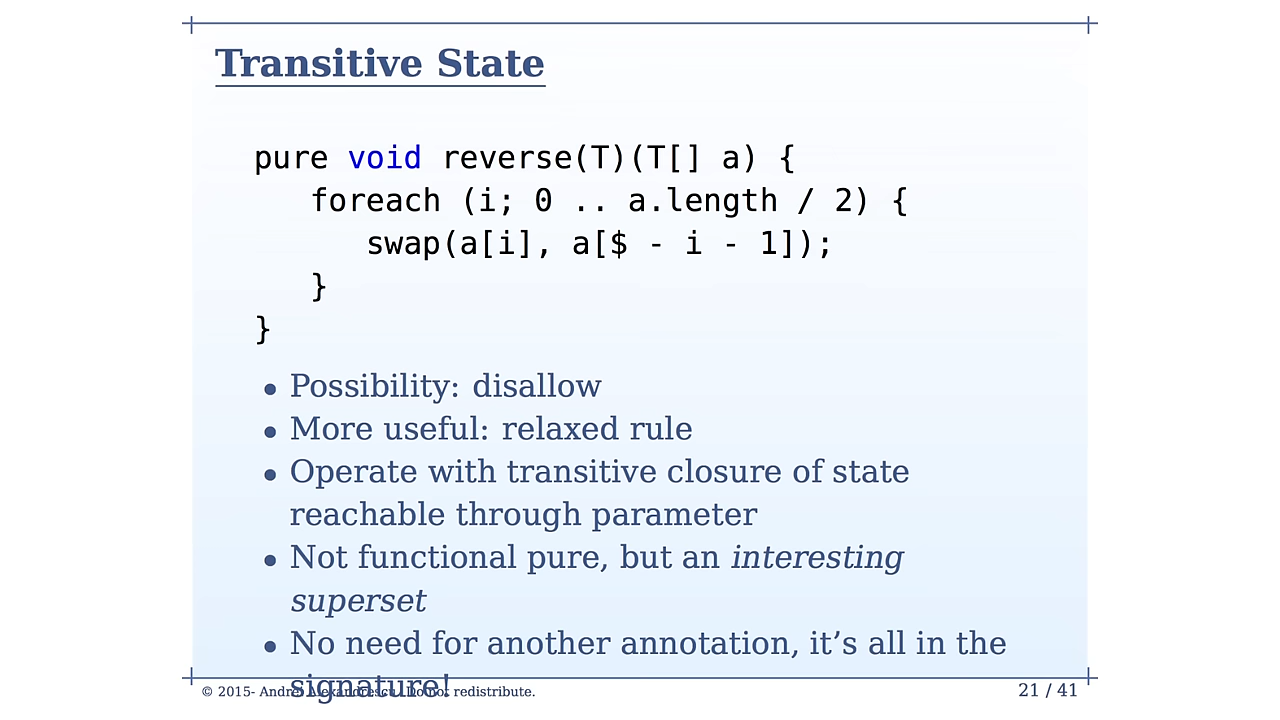 Transitive State
pure void reverse(T)(T[] a) {
   foreach (i; 0 .. a.length / 2) {
      swap(a[i], a[$ - i - 1]);
   }
}
• Possibility: disallow
• More useful: relaxed rule
• Operate with transitive closure of state
reachable through parameter
• Not functional pure, but an interesting
superset
• No need for another annotation, it’s all in the
signature!
© 2015- Andrei Alexandrescu. Do not redistribute.
21 / 41